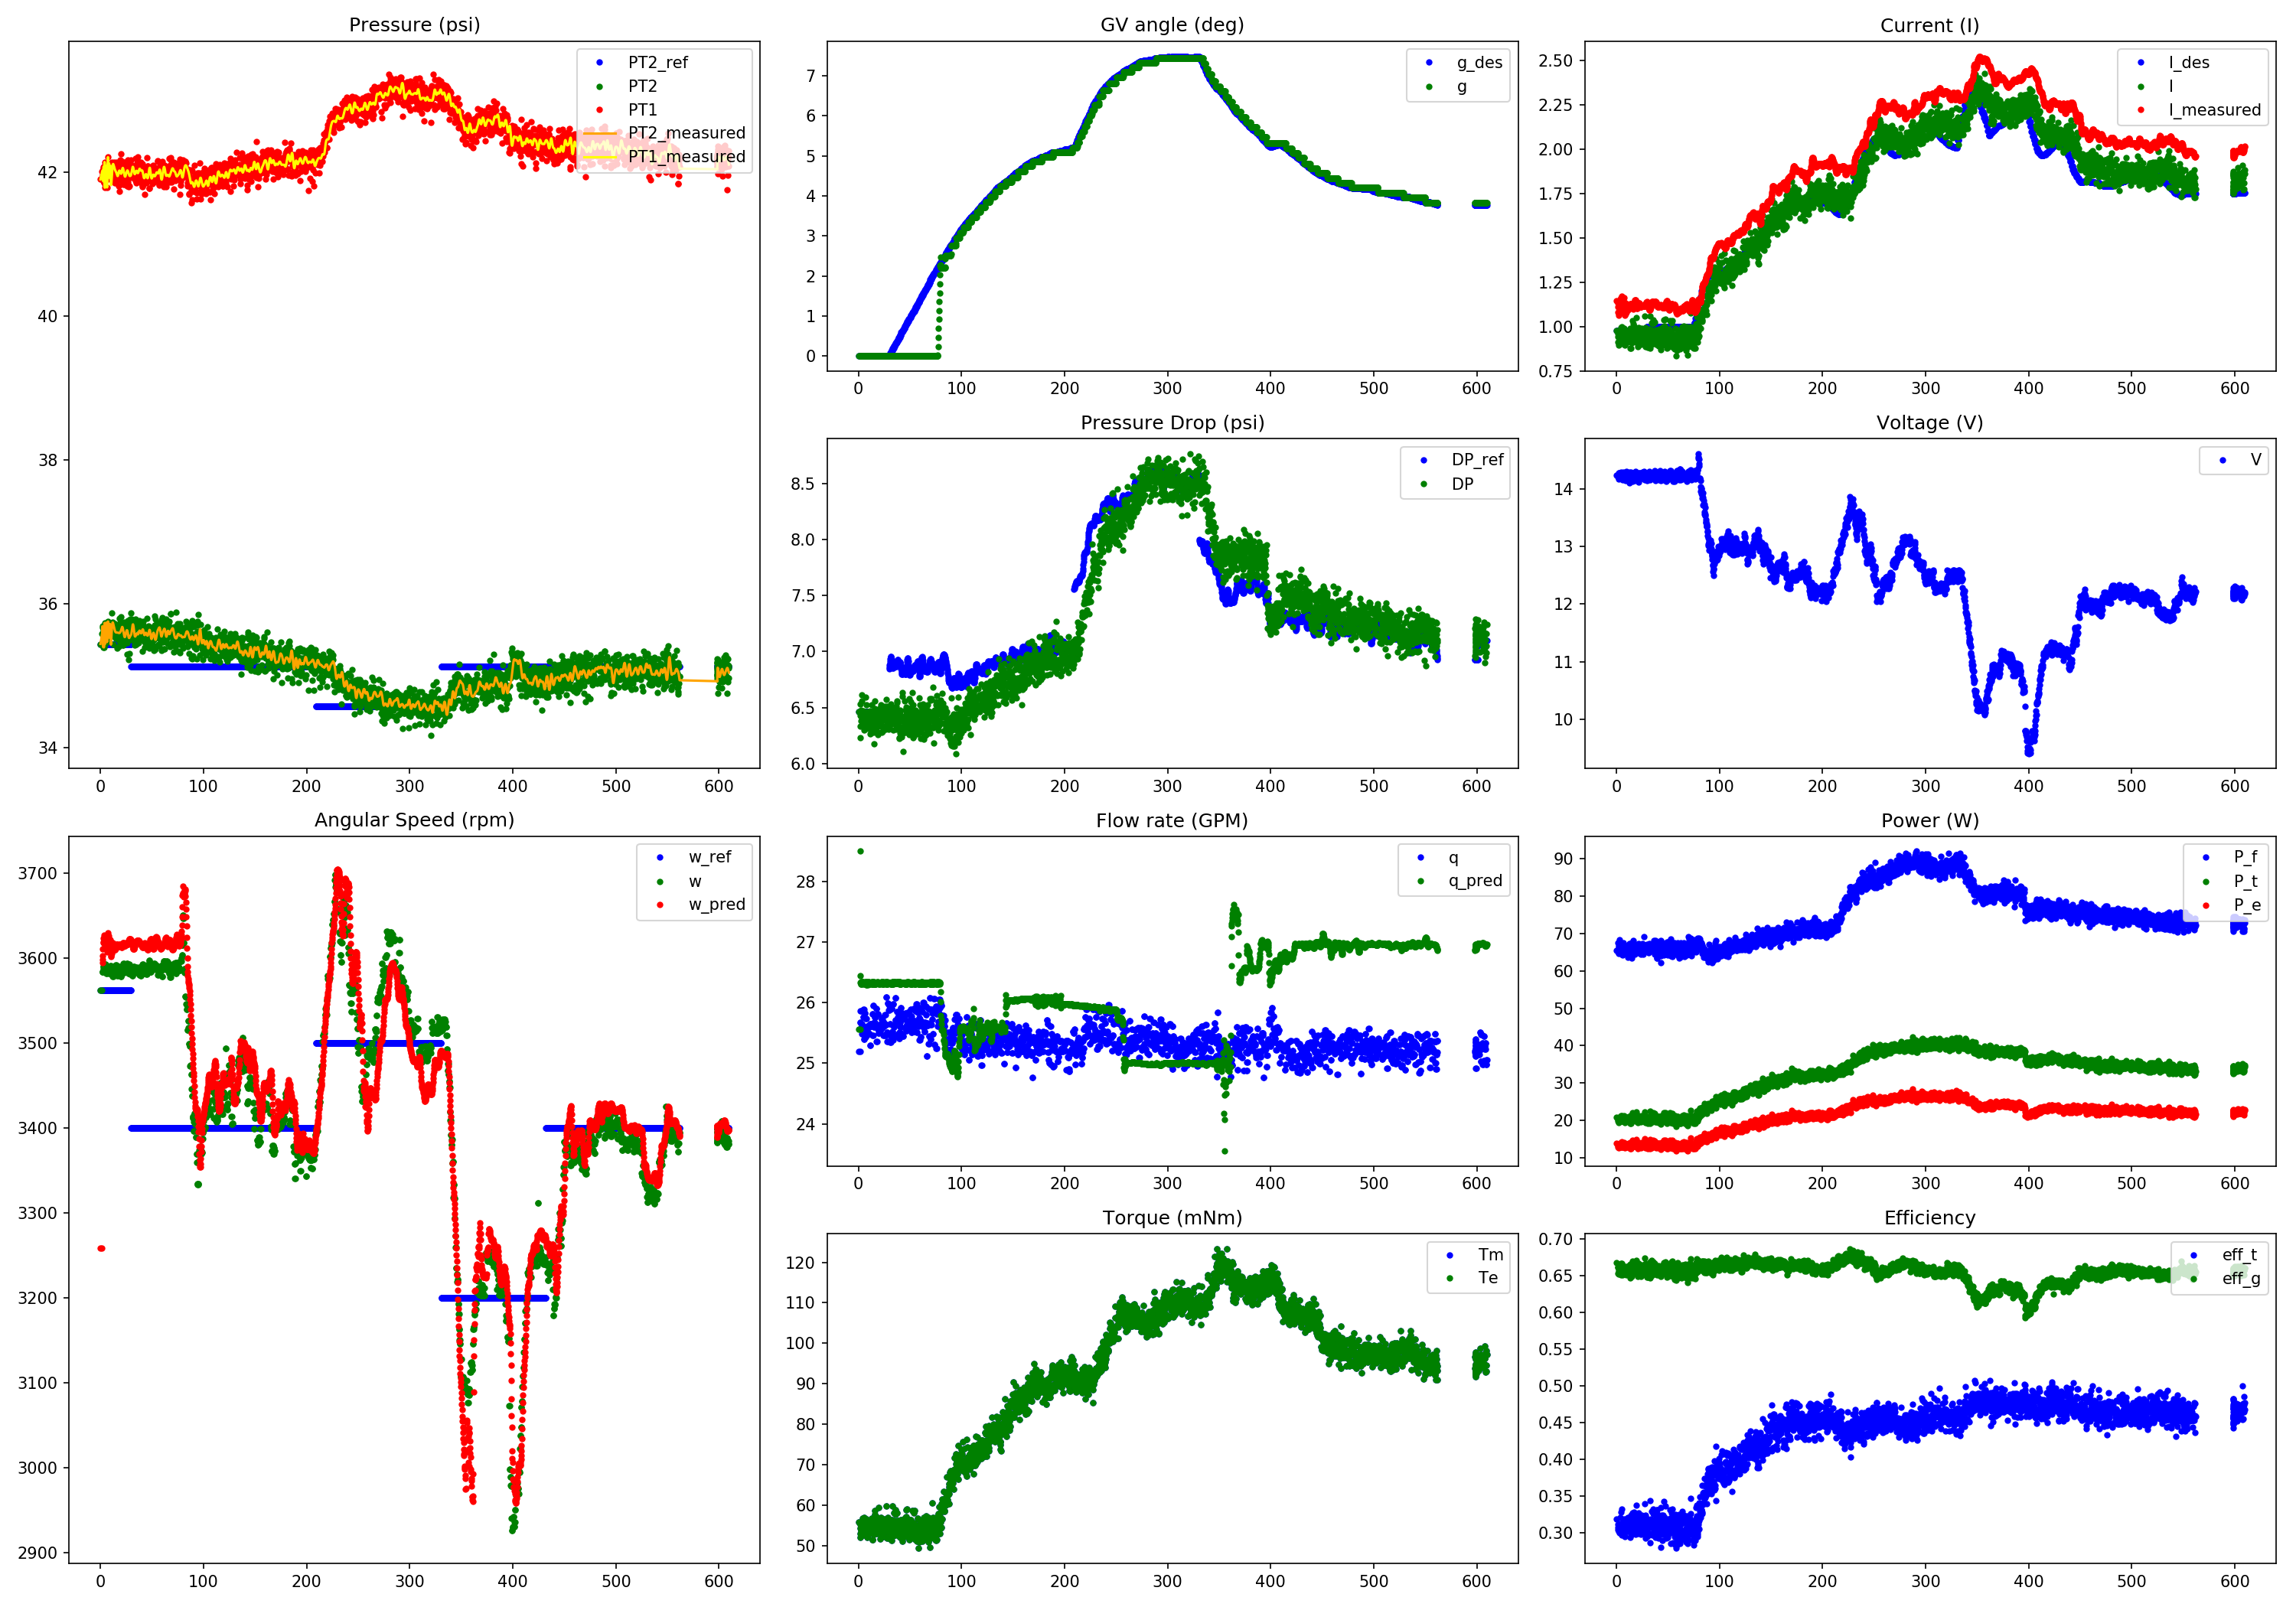 Pressure (psi)
PT2_ref
PT2
PT1
PT2_measured
PT1_measured
42
40
38
36
34
0 100 200 300 400 500 600
GV angle (deg)
g_des
g
7
6
5
4
3
2
1
0
0 100 200 300 400 500 600
Current (I)
I_des
I
I_measured
2.50
2.25
2.00
1.75
1.50
1.25
1.00
0.75
0 100 200 300 400 500 600
Pressure Drop (psi)
DP_ref
DP
8.5
8.0
7.5
7.0
6.5
6.0
0 100 200 300 400 500 600
Voltage (V)
V
14
13
12
11
10
0 100 200 300 400 500 600
Angular Speed (rpm)
w_ref
w
w_pred
3700
3600
3500
3400
3300
3200
3100
3000
2900
0 100 200 300 400 500 600
Flow rate (GPM)
q
q_pred
28
27
26
25
24
0 100 200 300 400 500 600
Power (W)
P_f
P_t
P_e
90
80
70
60
50
40
30
20
10
0 100 200 300 400 500 600
Torque (mNm)
Tm
Te
120
110
100
90
80
70
60
50
0 100 200 300 400 500 600
Efficiency
eff_t
eff_g
0.70
0.65
0.60
0.55
0.50
0.45
0.40
0.35
0.30
0 100 200 300 400 500 600